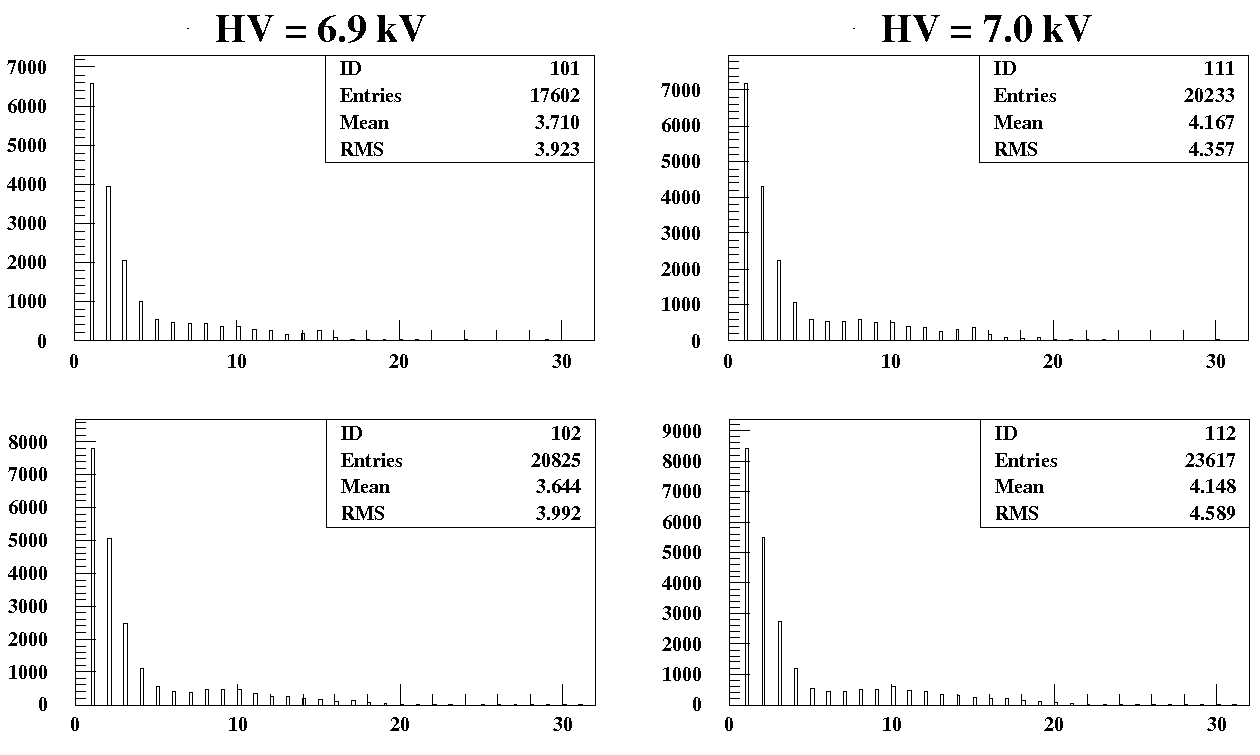 HV = 6.9 kV
HV = 7.0 kV
ID 101
Entries 17602
Mean 3.710
RMS 3.923
7000
6000
5000
4000
3000
2000
1000
0
0 10 20 30
ID 111
Entries 20233
Mean 4.167
RMS 4.357
7000
6000
5000
4000
3000
2000
1000
0
0 10 20 30
ID 102
Entries 20825
Mean 3.644
RMS 3.992
8000
7000
6000
5000
4000
3000
2000
1000
0
0 10 20 30
ID 112
Entries 23617
Mean 4.148
RMS 4.589
9000
8000
7000
6000
5000
4000
3000
2000
1000
0
0 10 20 30